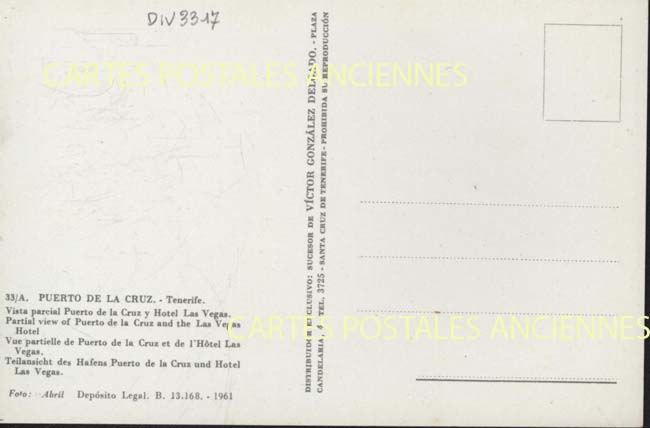 DIV3317
CARTES POSTALES ANCIENNES
33/A. PUERTO DE LA CRUZ. - Tenerife.
Vista parcial Puerto de la Cruz y Hotel Las Vegas.
Partial view of Puerto de la Cruz and the Las Vegas
Hotel
Vue partielle de Puerto de la Cruz et de l'Hôtel Las
Vegas.
Teilansicht des Hafens Puerto de la Cruz und Hotel
Las Vegas.
Foto: Abril Depósito Legal. B. 13.168. - 1961
DISTRIBUIDOR EXCLUSIVO: SUCESOR DE VÍCTOR GONZÁLEZ DELGADO. - PLAZA
CANDELARIA, 4 - TEL. 3725 - SANTA CRUZ DE TENERIFE - PROHIBIDA SU REPRODUCCIÓN
CARTES POSTALES ANCIENNES